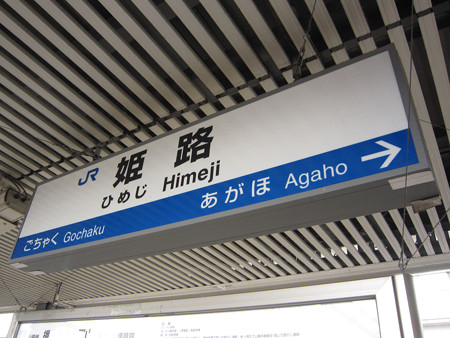 JR 姫路
ひめじ Himeji
ごちゃく Gochaku
あがほ Agaho →